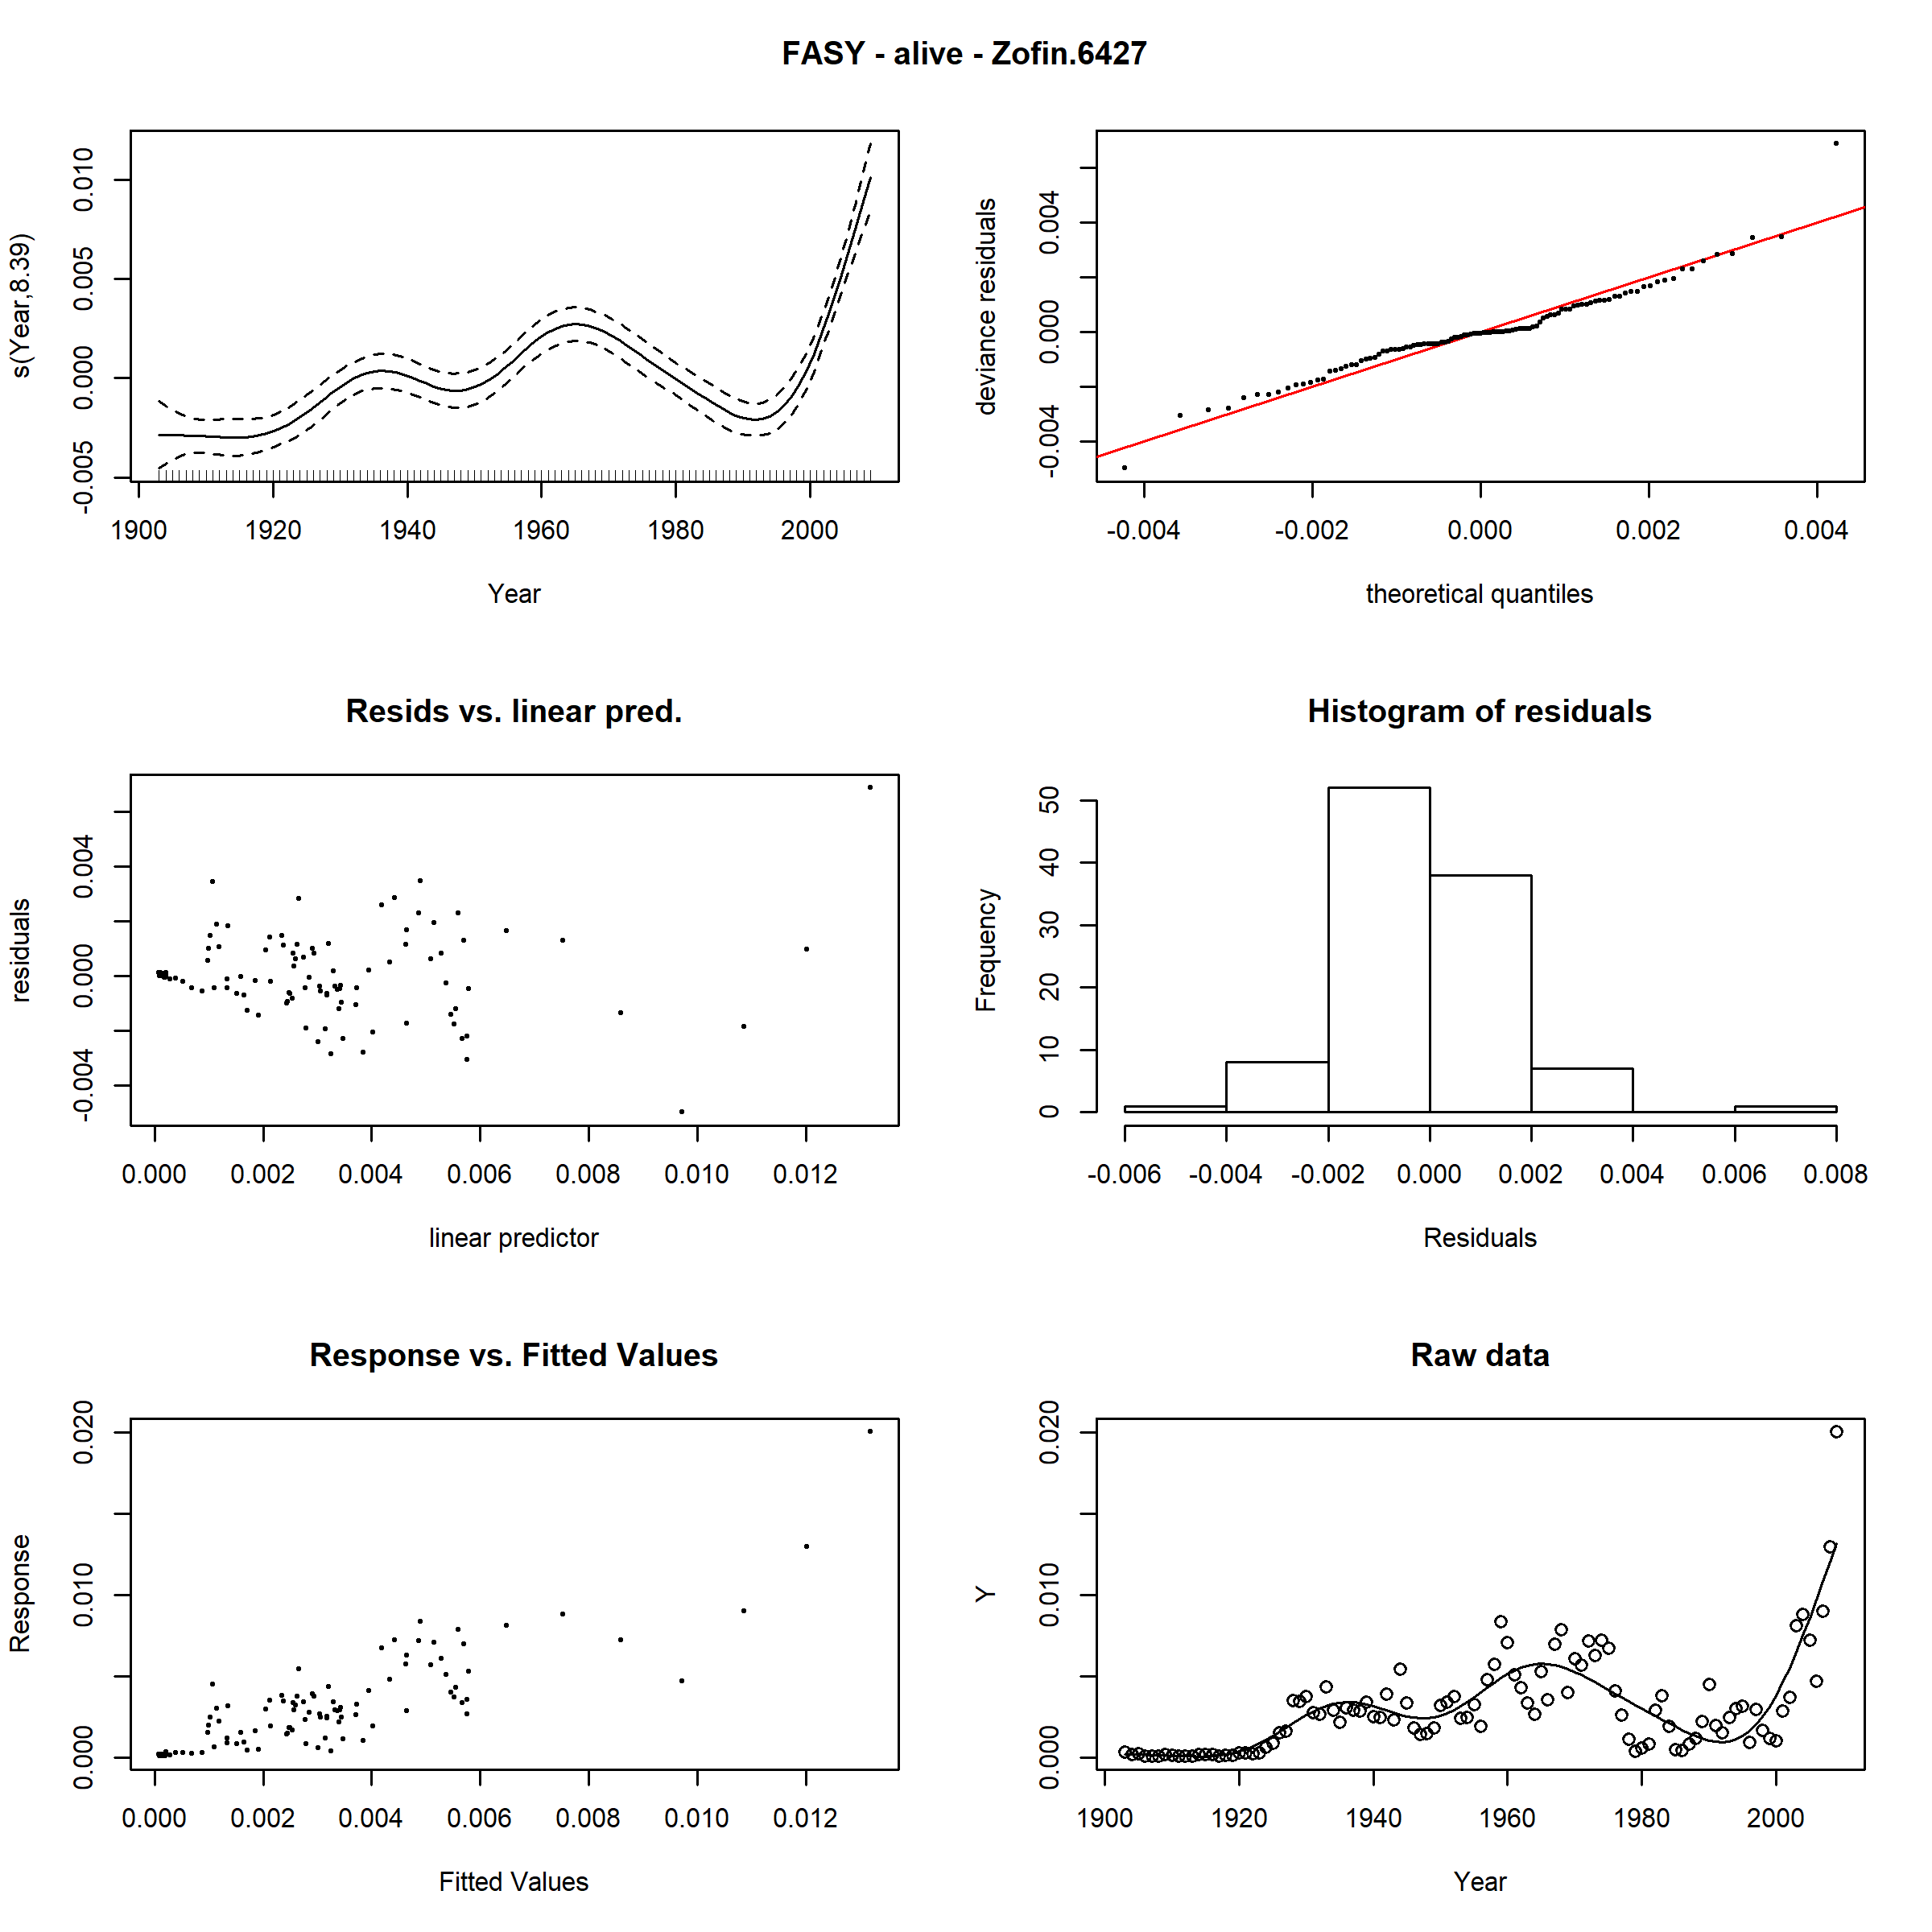 FASY - alive - Zofin.6427
s(Year,8.39)
0.010
0.005
0.000
-0.005
1900 1920 1940 1960 1980 2000
Year
deviance residuals
0.004
0.000
-0.004
-0.004 -0.002 0.000 0.002 0.004
theoretical quantiles
Resids vs. linear pred.
residuals
0.004
0.000
-0.004
0.000 0.002 0.004 0.006 0.008 0.010 0.012
linear predictor
Histogram of residuals
Frequency
50
40
30
20
10
0
-0.006 -0.004 -0.002 0.000 0.002 0.004 0.006 0.008
Residuals
Response vs. Fitted Values
Response
0.020
0.010
0.000
0.000 0.002 0.004 0.006 0.008 0.010 0.012
Fitted Values
Raw data
Y
0.020
0.010
0.000
1900 1920 1940 1960 1980 2000
Year